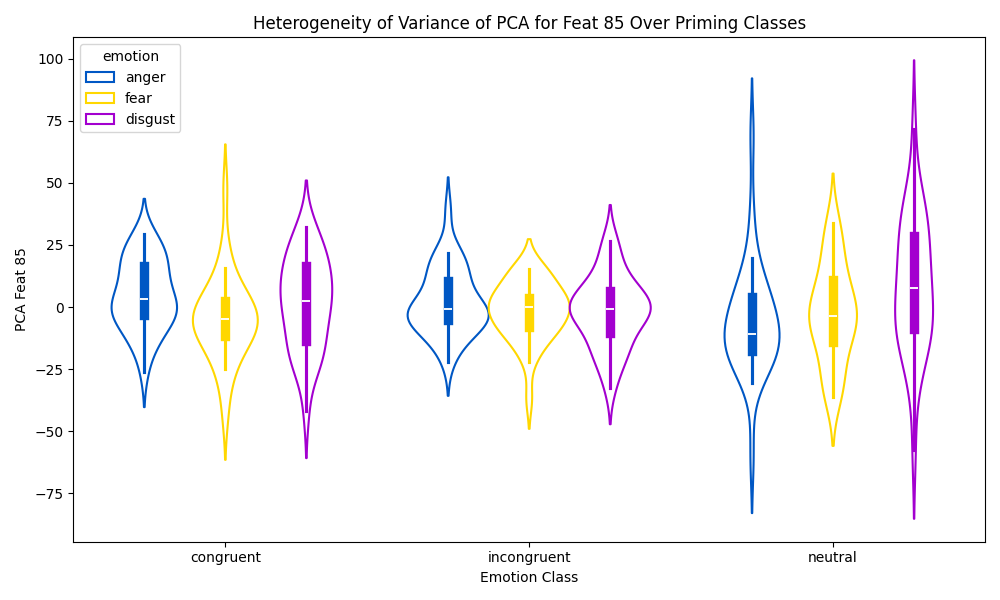 Heterogeneity of Variance of PCA for Feat 85 Over Priming Classes
emotion
anger
fear
disgust
PCA Feat 85
100
75
50
25
0
−25
−50
−75
congruent
incongruent
neutral
Emotion Class